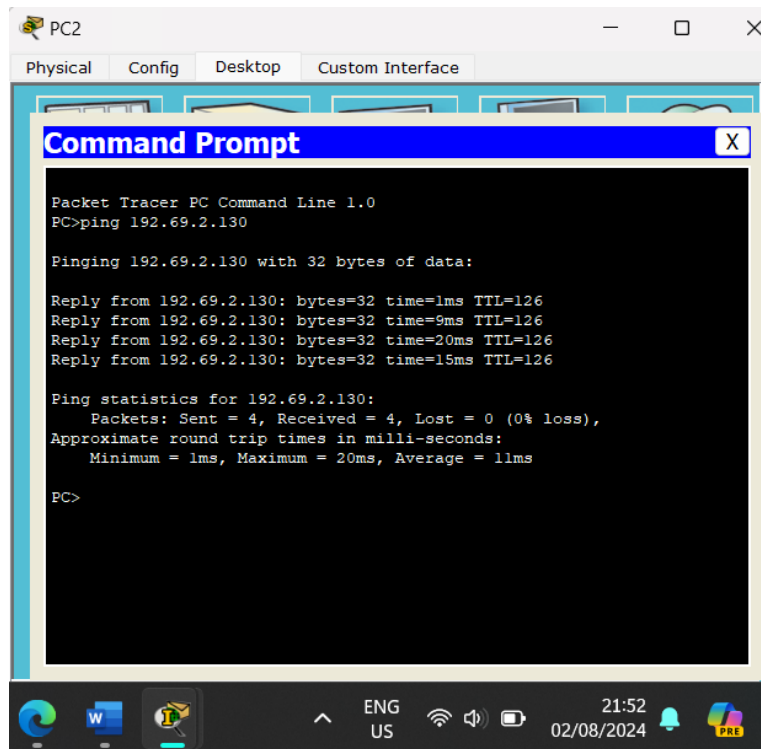 PC2
Physical Config Desktop Custom Interface
Command Prompt
X
Packet Tracer PC Command Line 1.0
PC>ping 192.69.2.130
Pinging 192.69.2.130 with 32 bytes of data:
Reply from 192.69.2.130: bytes=32 time=1ms TTL=126
Reply from 192.69.2.130: bytes=32 time=9ms TTL=126
Reply from 192.69.2.130: bytes=32 time=20ms TTL=126
Reply from 192.69.2.130: bytes=32 time=15ms TTL=126
Ping statistics for 192.69.2.130:
Packets: Sent = 4, Received = 4, Lost = 0 (0% loss),
Approximate round trip times in milli-seconds:
Minimum = 1ms, Maximum = 20ms, Average = 11ms
PC>
W
ENG
US
21:52
02/08/2024
PRE